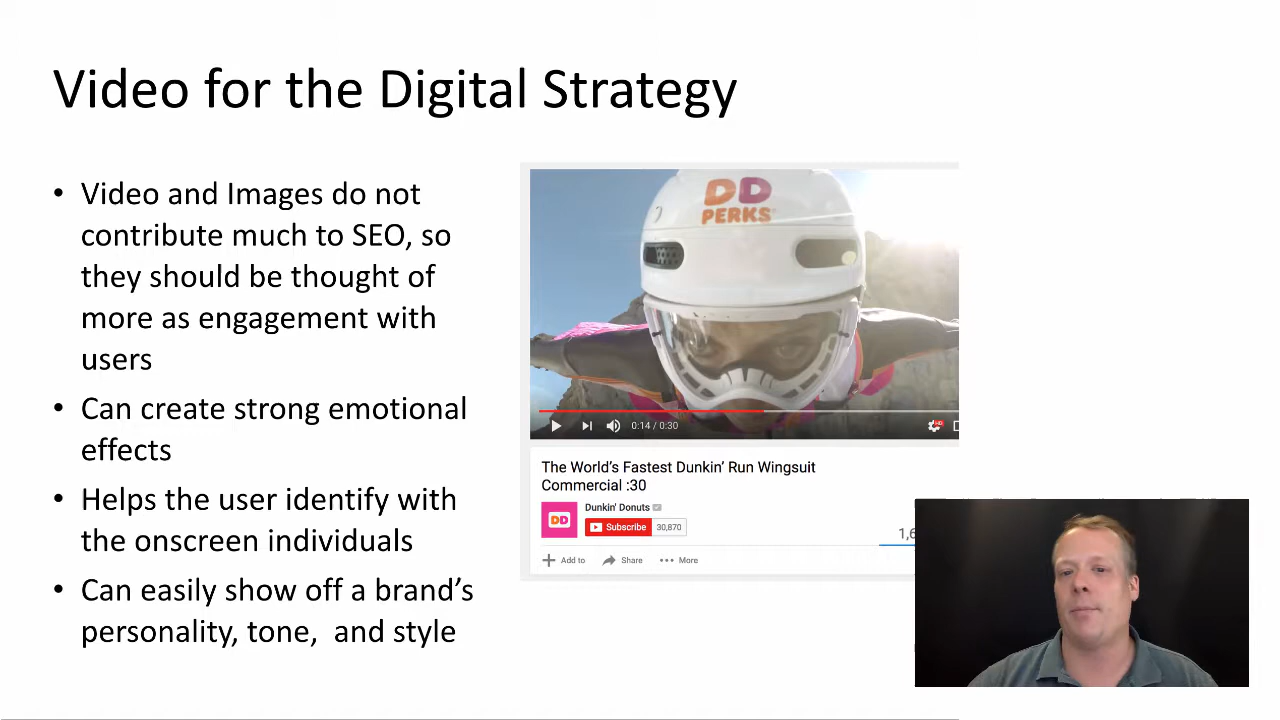 Video for the Digital Strategy
• Video and Images do not
contribute much to SEO, so
they should be thought of
more as engagement with
users
• Can create strong emotional
effects
• Helps the user identify with
the onscreen individuals
• Can easily show off a brand’s
personality, tone,  and style
DD
PERKS
0:14 / 0:30
HD
The World’s Fastest Dunkin’ Run Wingsuit
Commercial :30
DD
Dunkin' Donuts
Subscribe 30,870
Add to Share More